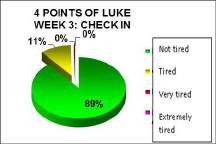 4 POINTS OF LUKE
WEEK 3: CHECK IN
11%
0%
0%
89%
Not tired
Tired
Very tired
Extremely
tired